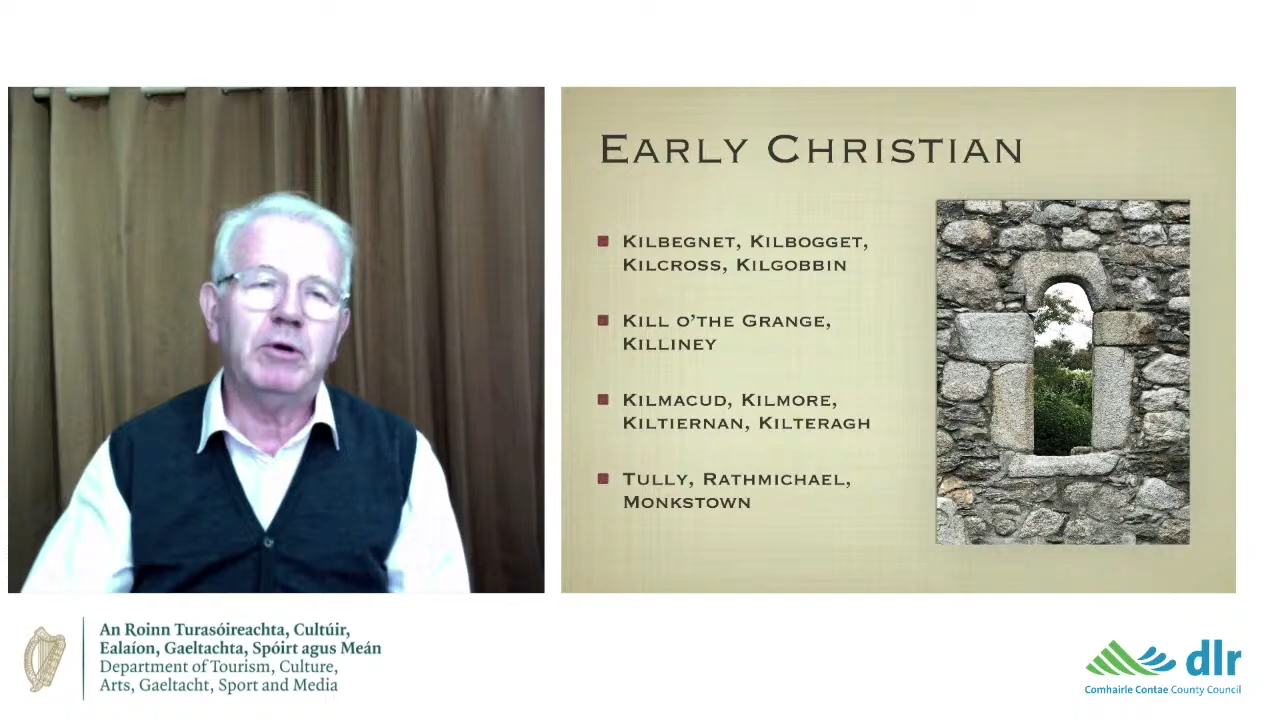 EARLY CHRISTIAN
KILBEGNET, KILBOGGET,
KILCROSS, KILGOBBIN
KILL O'THE GRANGE,
KILLINEY
KILMACUD, KILMORE,
KILTIERNAN, KILTERAGH
TULLY, RATHMICHAEL,
MONKSTOWN
An Roinn Turasóireachta, Cultúir,
Ealaíon, Gaeltachta, Spóirt agus Meán
Department of Tourism, Culture,
Arts, Gaeltacht, Sport and Media
dlr
Comhairle Contae County Council